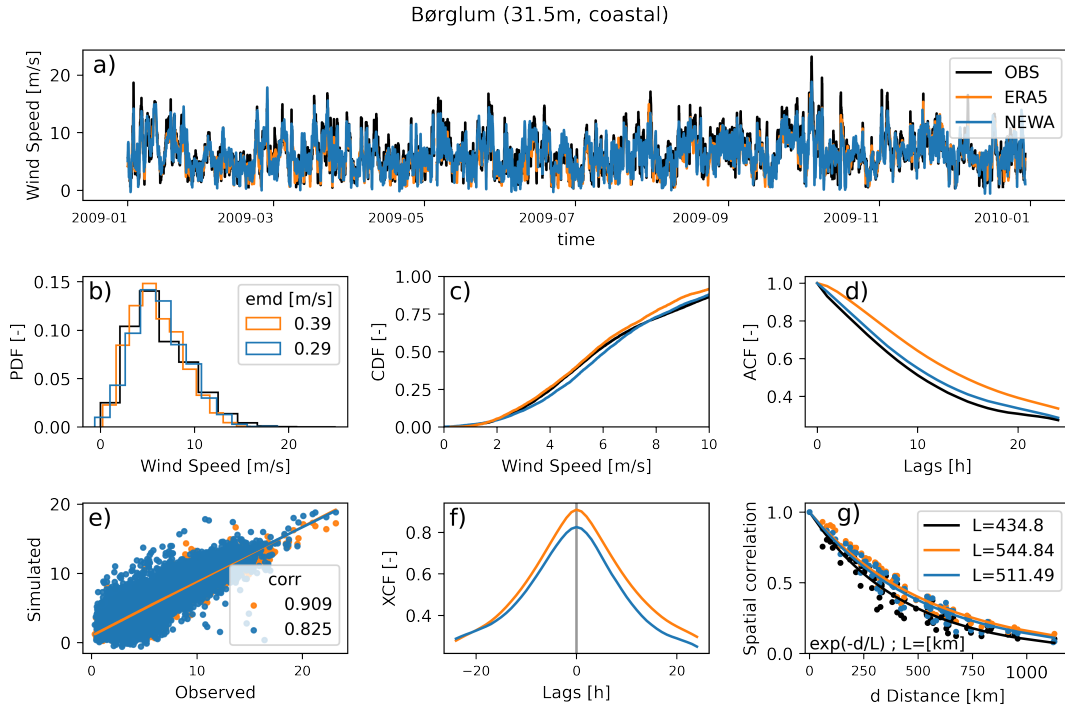 Børglum (31.5m, coastal)
a)
Wind Speed [m/s]
20
10
0
OBS
ERA5
NEWA
2009-01 2009-03 2009-05 2009-07 2009-09 2009-11 2010-01
time
b)
PDF [-]
0.15
0.10
0.05
0.00
emd [m/s]
0.39
0.29
0 10 20
Wind Speed [m/s]
c)
CDF [-]
1.00
0.75
0.50
0.25
0.00
0 2 4 6 8 10
Wind Speed [m/s]
d)
ACF [-]
1.0
0.8
0.6
0.4
0 10 20
Lags [h]
e)
Simulated
20
10
0
corr
0.909
0.825
0 10 20
Observed
f)
XCF [-]
0.8
0.6
0.4
−20 0 20
Lags [h]
g)
Spatial correlation
1.0
0.5
0.0
L=434.8
L=544.84
L=511.49
exp(-d/L) ; L=[km]
0 250 500 750 1000
d Distance [km]